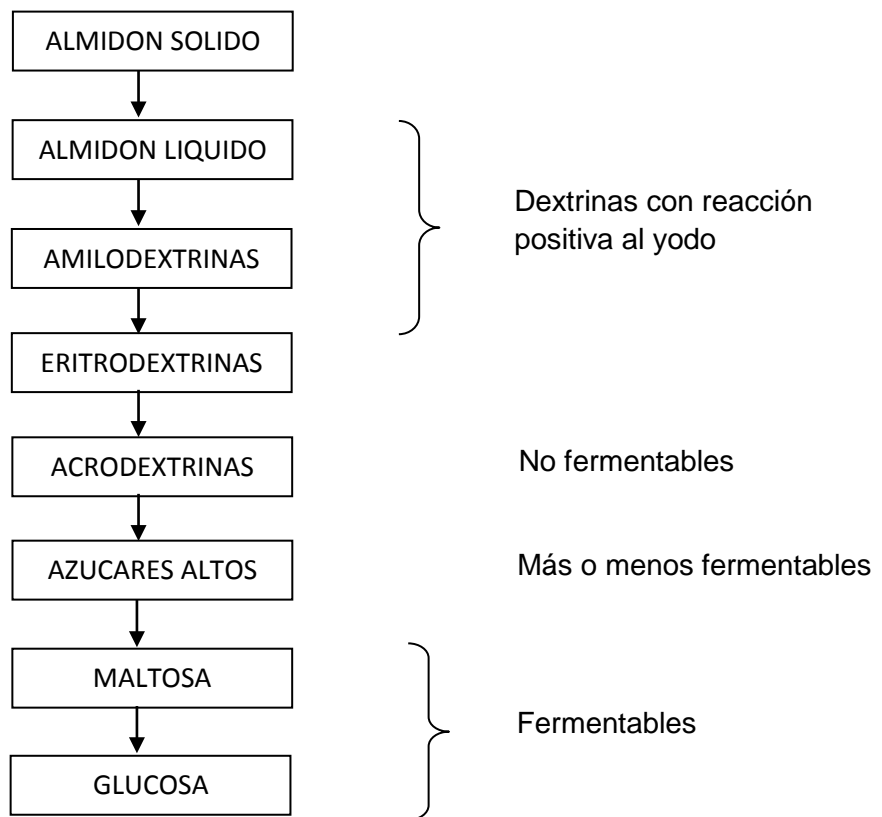 ALMIDON SOLIDO
ALMIDON LIQUIDO
Dextrinas con reacción
positiva al yodo
AMILODEXTRINAS
ERITRODEXTRINAS
ACRODEXTRINAS
No fermentables
AZUCARES ALTOS
Más o menos fermentables
MALTOSA
Fermentables
GLUCOSA